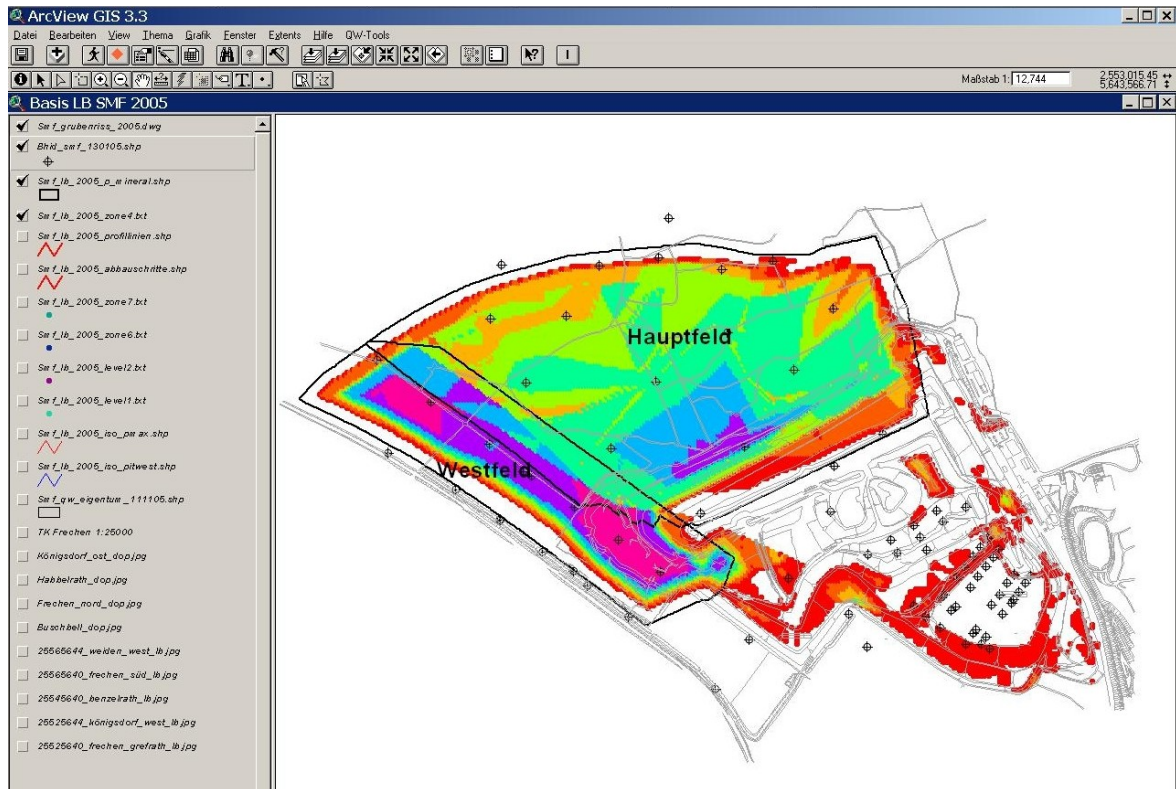 ArcView GIS 3.3
Datei Bearbeiten View Thema Grafik Fenster Extents Hilfe QW-Tools
Maßstab 1: 12,744
2,553,015.45
5,643,566.71
Basis LB SMF 2005
Smf_grubenriss_2005.dwg
Bhid_smf_130105.shp
Smf_lb_2005_p_mineral.shp
Smf_lb_2005_zone4.txt
Smf_lb_2005_profillinien.shp
Smf_lb_2005_abbauschritte.shp
Smf_lb_2005_zone7.txt
Smf_lb_2005_zone6.txt
Smf_lb_2005_level2.txt
Smf_lb_2005_level1.txt
Smf_lb_2005_iso_pmax.shp
Smf_lb_2005_iso_pitwest.shp
Smf_qw_eigentum_111105.shp
TK Frechen 1:25000
Königsdorf_ost_dop.jpg
Habbelrath_dop.jpg
Frechen_nord_dop.jpg
Buschbell_dop.jpg
25565644_weiden_west_lb.jpg
25565640_frechen_süd_lb.jpg
25545640_benzelrath_lb.jpg
25525644_königsdorf_west_lb.jpg
25525640_frechen_grefrath_lb.jpg
Hauptfeld
Westfeld